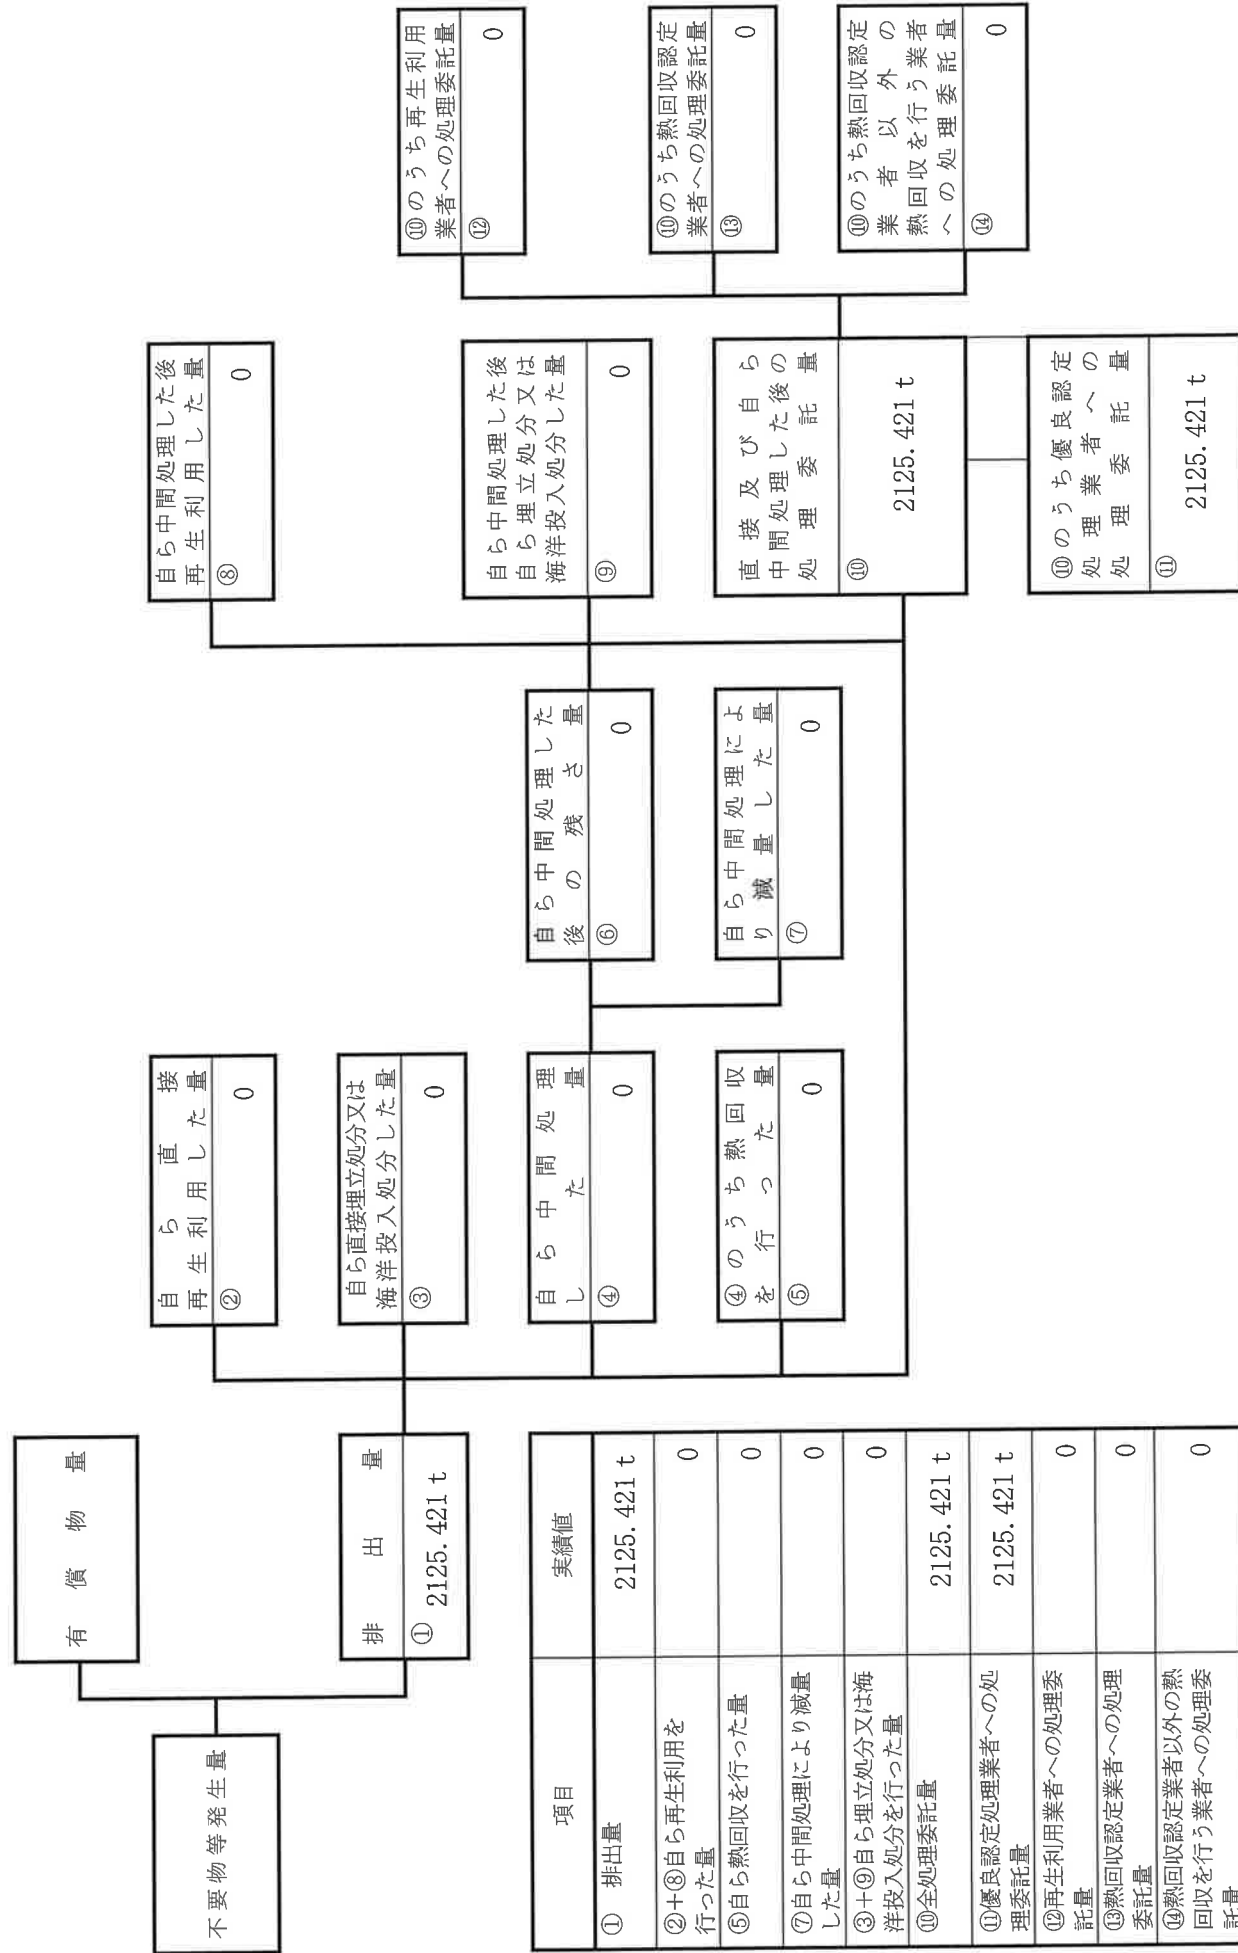 不要物等発生量
有償物量
排出量
① 2125.421 t
自ら直接
再生利用した量
② 0
自ら直接埋立処分又は
海洋投入処分した量
③ 0
自ら中間処理
した量
④ 0
④のうち熱回収
を行った量
⑤ 0
自ら中間処理した
後の残さ量
⑥ 0
自ら中間処理によ
り減量した量
⑦ 0
自ら中間処理した後
再生利用した量
⑧ 0
自ら中間処理した後
自ら埋立処分又は
海洋投入処分した量
⑨ 0
直接及び自ら
中間処理した後の
処理委託量
⑩ 2125.421 t
⑩のうち優良認定
処理業者への
処理委託量
⑪ 2125.421 t
⑩のうち再生利用
業者への処理委託量
⑫ 0
⑩のうち熱回収認定
業者への処理委託量
⑬ 0
⑩のうち熱回収認定
業者以外の
熱回収を行う業者
への処理委託量
⑭ 0
項目 実績値
① 排出量 2125.421 t
②+⑧自ら再生利用を
行った量 0
⑤自ら熱回収を行った量 0
⑦自ら中間処理により減量
した量 0
③+⑨自ら埋立処分又は海
洋投入処分を行った量 0
⑩全処理委託量 2125.421 t
⑪優良認定処理業者への処
理委託量 2125.421 t
⑫再生利用業者への処理委
託量 0
⑬熱回収認定業者への処理
委託量 0
⑭熱回収認定業者以外の熱
回収を行う業者への処理委
託量 0